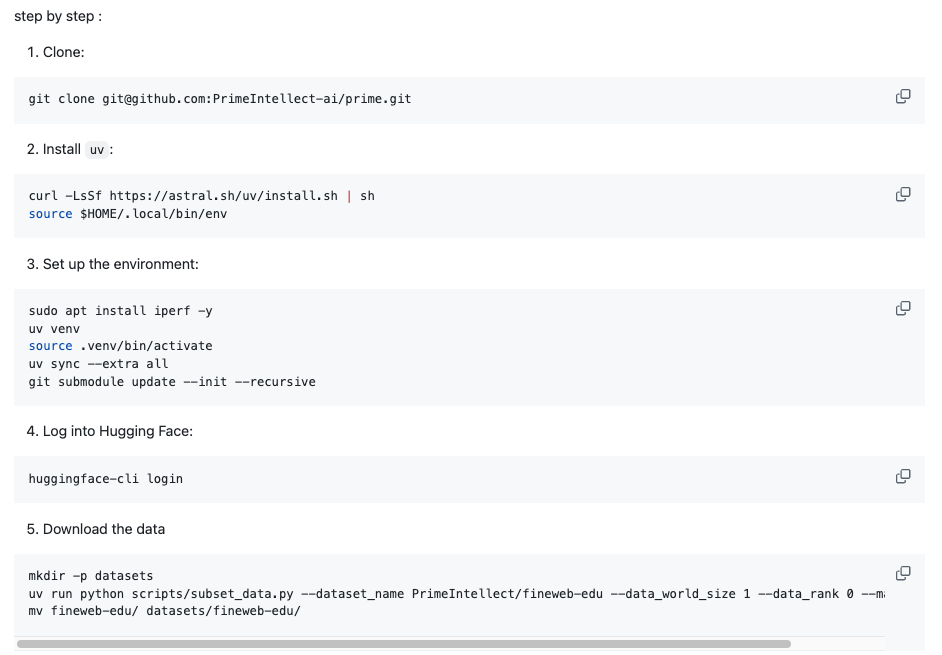 step by step :
1. Clone:
git clone git@github.com:PrimeIntellect-ai/prime.git
2. Install uv :
curl -LsSf https://astral.sh/uv/install.sh | sh
source $HOME/.local/bin/env
3. Set up the environment:
sudo apt install iperf -y
uv venv
source .venv/bin/activate
uv sync --extra all
git submodule update --init --recursive
4. Log into Hugging Face:
huggingface-cli login
5. Download the data
mkdir -p datasets
uv run python scripts/subset_data.py --dataset_name PrimeIntellect/fineweb-edu --data_world_size 1 --data_rank 0
mv fineweb-edu/ datasets/fineweb-edu/